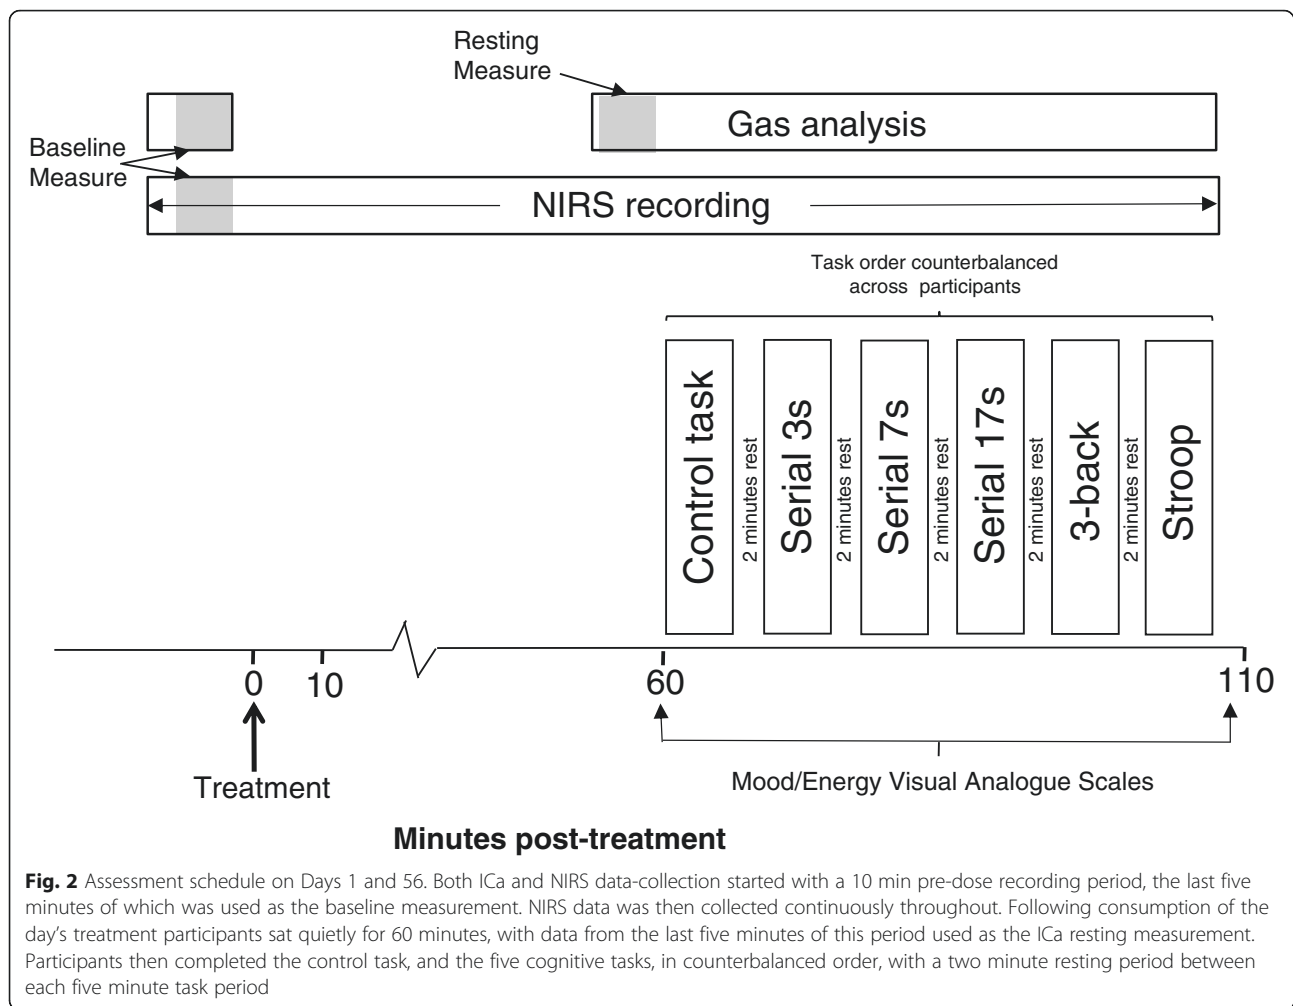 Resting
Measure
Gas analysis
Baseline
Measure
NIRS recording
Task order counterbalanced
across participants
Control task
2 minutes rest
Serial 3s
2 minutes rest
Serial 7s
2 minutes rest
Serial 17s
2 minutes rest
3-back
2 minutes rest
Stroop
0
10
60
110
Treatment
Mood/Energy Visual Analogue Scales
Minutes post-treatment
Fig. 2 Assessment schedule on Days 1 and 56. Both ICa and NIRS data-collection started with a 10 min pre-dose recording period, the last five
minutes of which was used as the baseline measurement. NIRS data was then collected continuously throughout. Following consumption of the
day's treatment participants sat quietly for 60 minutes, with data from the last five minutes of this period used as the ICa resting measurement.
Participants then completed the control task, and the five cognitive tasks, in counterbalanced order, with a two minute resting period between
each five minute task period